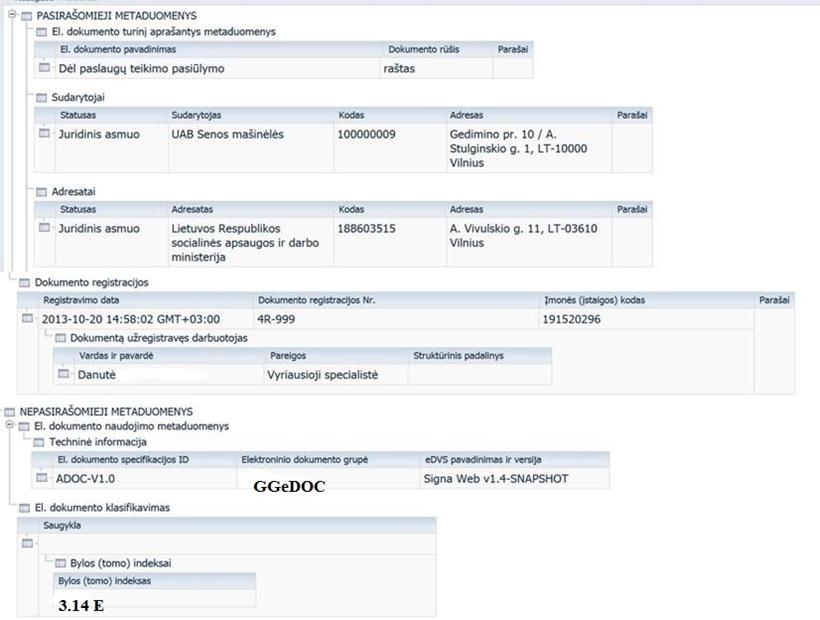 PASIRAŠOMIEJI METADUOMENYS
El. dokumento turinį aprašantys metaduomenys
El. dokumento pavadinimas Dokumento rūšis Parašai
Dėl paslaugų teikimo pasiūlymo raštas
Sudarytojai
Statusas Sudarytojas Kodas Adresas Parašai
Juridinis asmuo UAB Senos mašinėlės 100000009 Gedimino pr. 10 / A.
Stulginskio g. 1, LT-10000
Vilnius
Adresatai
Statusas Adresatas Kodas Adresas Parašai
Juridinis asmuo Lietuvos Respublikos 188603515 A. Vivulskio g. 11, LT-03610
socialinės apsaugos ir darbo Vilnius
ministerija
Dokumento registracijos
Registravimo data Dokumento registracijos Nr. Įmonės (įstaigos) kodas Parašai
2013-10-20 14:58:02 GMT+03:00 4R-999 191520296
Dokumentą užregistravęs darbuotojas
Vardas ir pavardė Pareigos Struktūrinis padalinys
Danutė Vyriausioji specialistė
NEPASIRAŠOMIEJI METADUOMENYS
El. dokumento naudojimo metaduomenys
Techninė informacija
El. dokumento specifikacijos ID Elektroninio dokumento grupė eDVS pavadinimas ir versija
ADOC-V1.0 GGeDOC Signa Web v1.4-SNAPSHOT
El. dokumento klasifikavimas
Saugykla
Bylos (tomo) indeksai
Bylos (tomo) indeksas
3.14 E